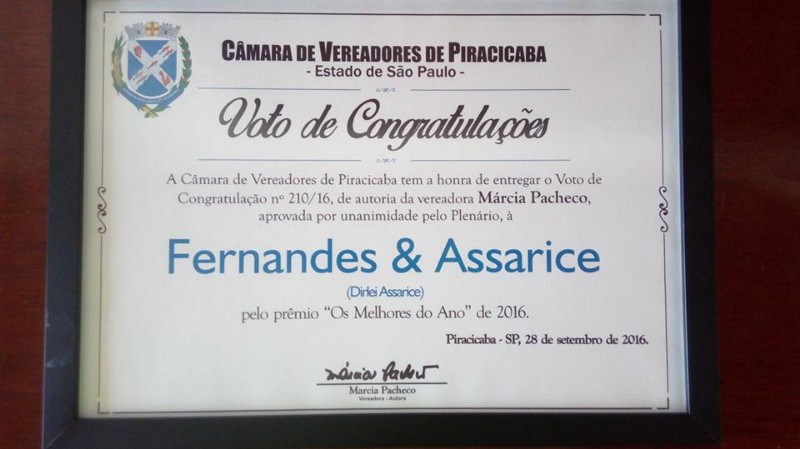 CÂMARA DE VEREADORES DE PIRACICABA
- Estado de São Paulo -
Voto de Congratulações
A Câmara de Vereadores de Piracicaba tem a honra de entregar o Voto de
Congratulação nº 210/16, de autoria da vereadora Márcia Pacheco,
aprovada por unanimidade pelo Plenário, à
Fernandes & Assarice
(Dirlei Assarice)
pelo prêmio “Os Melhores do Ano” de 2016.
Piracicaba - SP, 28 de setembro de 2016.
Marcia Pacheco
Vereadora - Autora